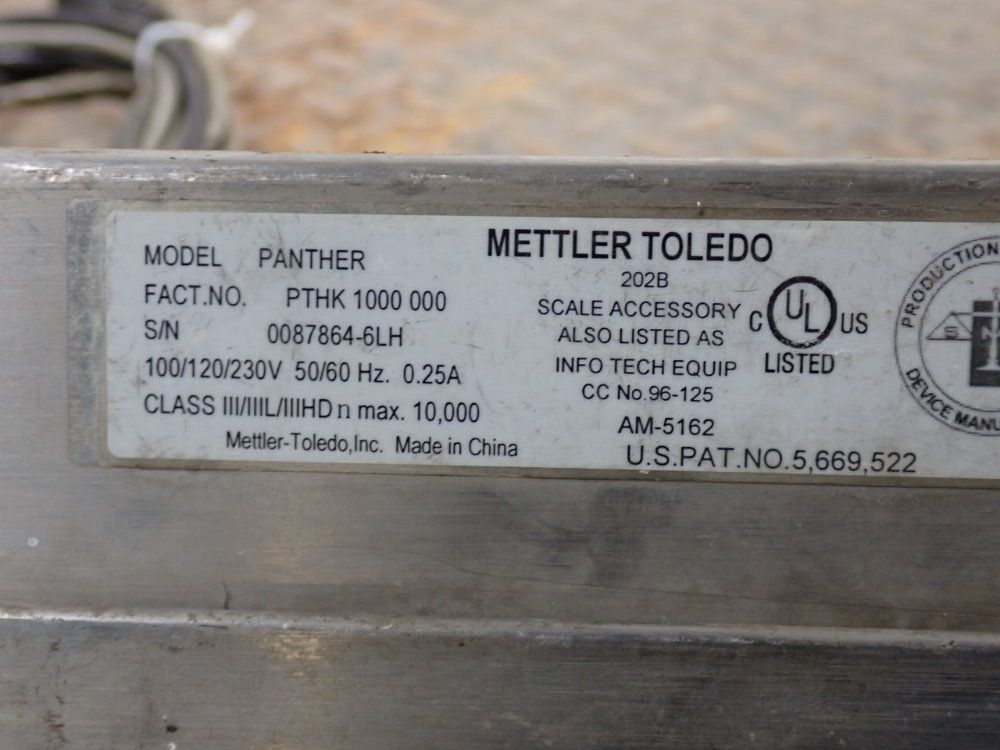 MODEL PANTHER
FACT.NO. PTHK 1000 000
S/N 0087864-6LH
100/120/230V 50/60 Hz. 0.25A
CLASS III/IIIL/IIIHD n max. 10,000
Mettler-Toledo,Inc. Made in China
METTLER TOLEDO
202B
SCALE ACCESSORY
ALSO LISTED AS
INFO TECH EQUIP
CC No.96-125
AM-5162
U.S.PAT.NO.5,669,522
C UL US
LISTED
PRODUCTION
DEVICE